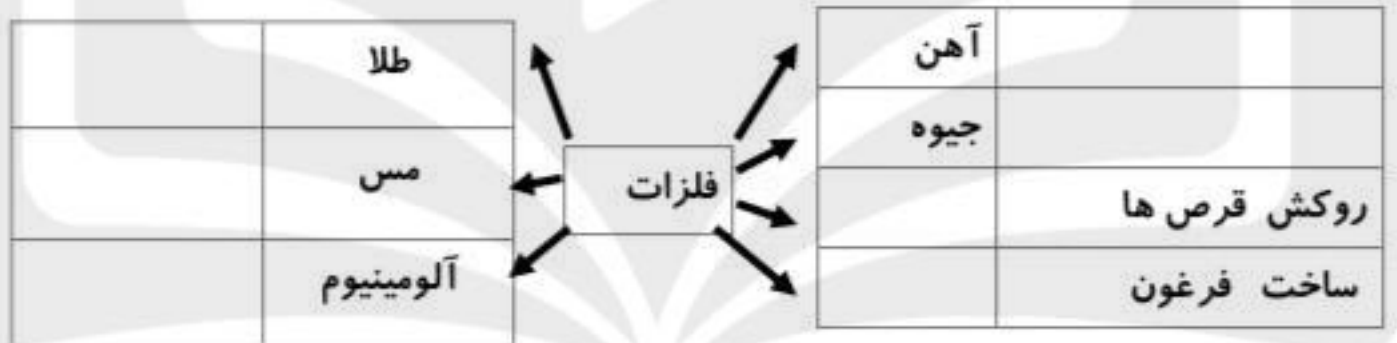 آهن
جیوه
روکش قرص ها
ساخت فرغون
فلزات
طلا
مس
آلومینیوم